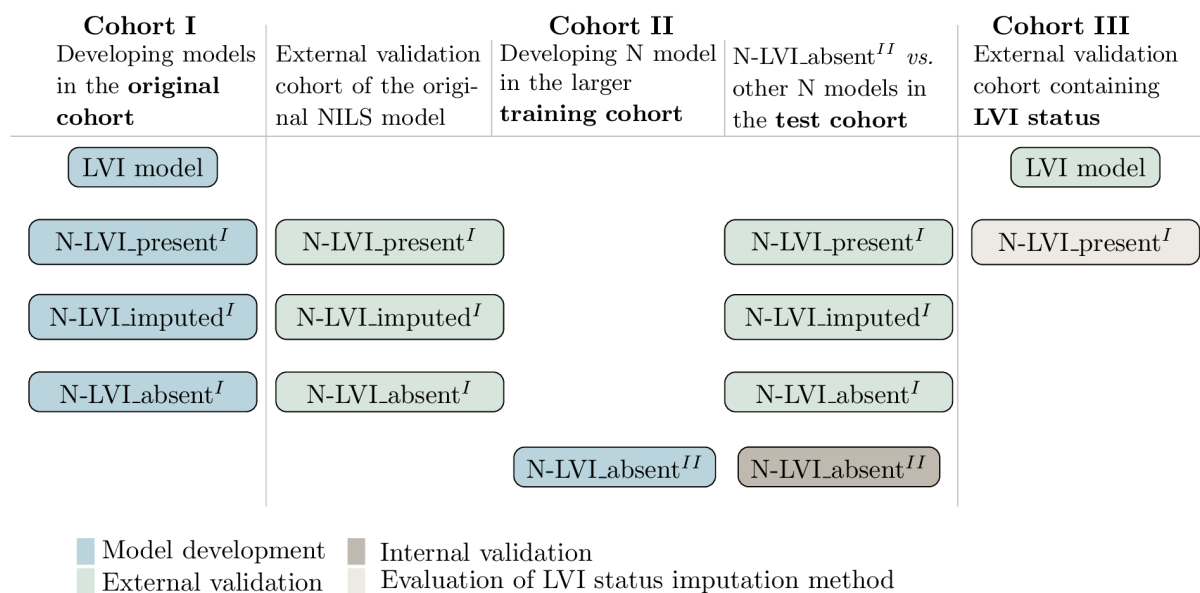 Cohort I
Cohort II
Cohort III
Developing models
in the original
cohort
External validation
cohort of the origi-
nal NILS model
Developing N model
in the larger
training cohort
N-LVI_absent^II vs.
other N models in
the test cohort
External validation
cohort containing
LVI status
LVI model
LVI model
N-LVI_present^I
N-LVI_present^I
N-LVI_present^I
N-LVI_present^I
N-LVI_imputed^I
N-LVI_imputed^I
N-LVI_imputed^I
N-LVI_absent^I
N-LVI_absent^I
N-LVI_absent^I
N-LVI_absent^II
N-LVI_absent^II
Model development
Internal validation
External validation
Evaluation of LVI status imputation method